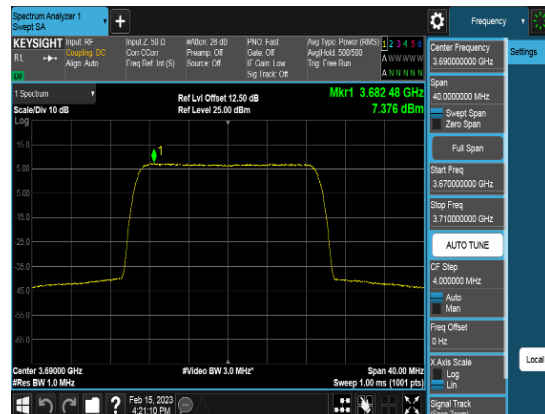 Spectrum Analyzer 1
Swept SA
Frequency
KEYSIGHT
Input: RF
Coupling: DC
Align: Auto
Input Z: 50 Ω
Corr CCorr
Freq Ref: Int (S)
#Atten: 26 dB
Preamp: Off
Source: Off
PNO: Fast
Gate: Off
IF Gain: Low
Sig Track: Off
Avg Type: Power (RMS)
Avg|Hold: 500/500
Trig: Free Run
1 2 3 4 5 6
A W W W W W
A N N N N N
RL
LXI
1 Spectrum
Scale/Div 10 dB
Log
Ref Lvl Offset 12.50 dB
Ref Level 25.00 dBm
Mkr1 3.682 48 GHz
7.376 dBm
1
15.0
5.00
-5.00
-15.0
-25.0
-35.0
-45.0
-55.0
-65.0
Center 3.69000 GHz
#Res BW 1.0 MHz
#Video BW 3.0 MHz*
Span 40.00 MHz
Sweep 1.00 ms (1001 pts)
Feb 15, 2023
4:21:10 PM
Center Frequency
3.690000000 GHz
Span
40.0000000 MHz
Swept Span
Zero Span
Full Span
Start Freq
3.670000000 GHz
Stop Freq
3.710000000 GHz
AUTO TUNE
CF Step
4.000000 MHz
Auto
Man
Freq Offset
0 Hz
X Axis Scale
Log
Lin
Signal Track
(Span Zoom)
Settings
Local